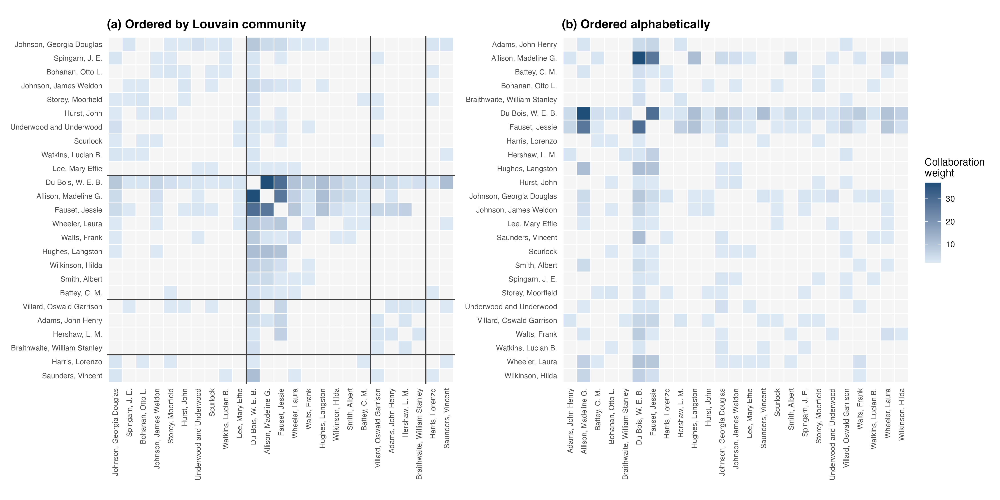 (a) Ordered by Louvain community
Johnson, Georgia Douglas
Spingarn, J. E.
Bohanan, Otto L.
Johnson, James Weldon
Storey, Moorfield
Hurst, John
Underwood and Underwood
Scurlock
Watkins, Lucian B.
Lee, Mary Effie
Du Bois, W. E. B.
Allison, Madeline G.
Fauset, Jessie
Wheeler, Laura
Walts, Frank
Hughes, Langston
Wilkinson, Hilda
Smith, Albert
Battey, C. M.
Villard, Oswald Garrison
Adams, John Henry
Hershaw, L. M.
Braithwaite, William Stanley
Harris, Lorenzo
Saunders, Vincent
Johnson, Georgia Douglas
Spingarn, J. E.
Bohanan, Otto L.
Johnson, James Weldon
Storey, Moorfield
Hurst, John
Underwood and Underwood
Scurlock
Watkins, Lucian B.
Lee, Mary Effie
Du Bois, W. E. B.
Allison, Madeline G.
Fauset, Jessie
Wheeler, Laura
Walts, Frank
Hughes, Langston
Wilkinson, Hilda
Smith, Albert
Battey, C. M.
Villard, Oswald Garrison
Adams, John Henry
Hershaw, L. M.
Braithwaite, William Stanley
Harris, Lorenzo
Saunders, Vincent
(b) Ordered alphabetically
Adams, John Henry
Allison, Madeline G.
Battey, C. M.
Bohanan, Otto L.
Braithwaite, William Stanley
Du Bois, W. E. B.
Fauset, Jessie
Harris, Lorenzo
Hershaw, L. M.
Hughes, Langston
Hurst, John
Johnson, Georgia Douglas
Johnson, James Weldon
Lee, Mary Effie
Saunders, Vincent
Scurlock
Smith, Albert
Spingarn, J. E.
Storey, Moorfield
Underwood and Underwood
Villard, Oswald Garrison
Walts, Frank
Watkins, Lucian B.
Wheeler, Laura
Wilkinson, Hilda
Adams, John Henry
Allison, Madeline G.
Battey, C. M.
Bohanan, Otto L.
Braithwaite, William Stanley
Du Bois, W. E. B.
Fauset, Jessie
Harris, Lorenzo
Hershaw, L. M.
Hughes, Langston
Hurst, John
Johnson, Georgia Douglas
Johnson, James Weldon
Lee, Mary Effie
Saunders, Vincent
Scurlock
Smith, Albert
Spingarn, J. E.
Storey, Moorfield
Underwood and Underwood
Villard, Oswald Garrison
Walts, Frank
Watkins, Lucian B.
Wheeler, Laura
Wilkinson, Hilda
Collaboration
weight
30
20
10